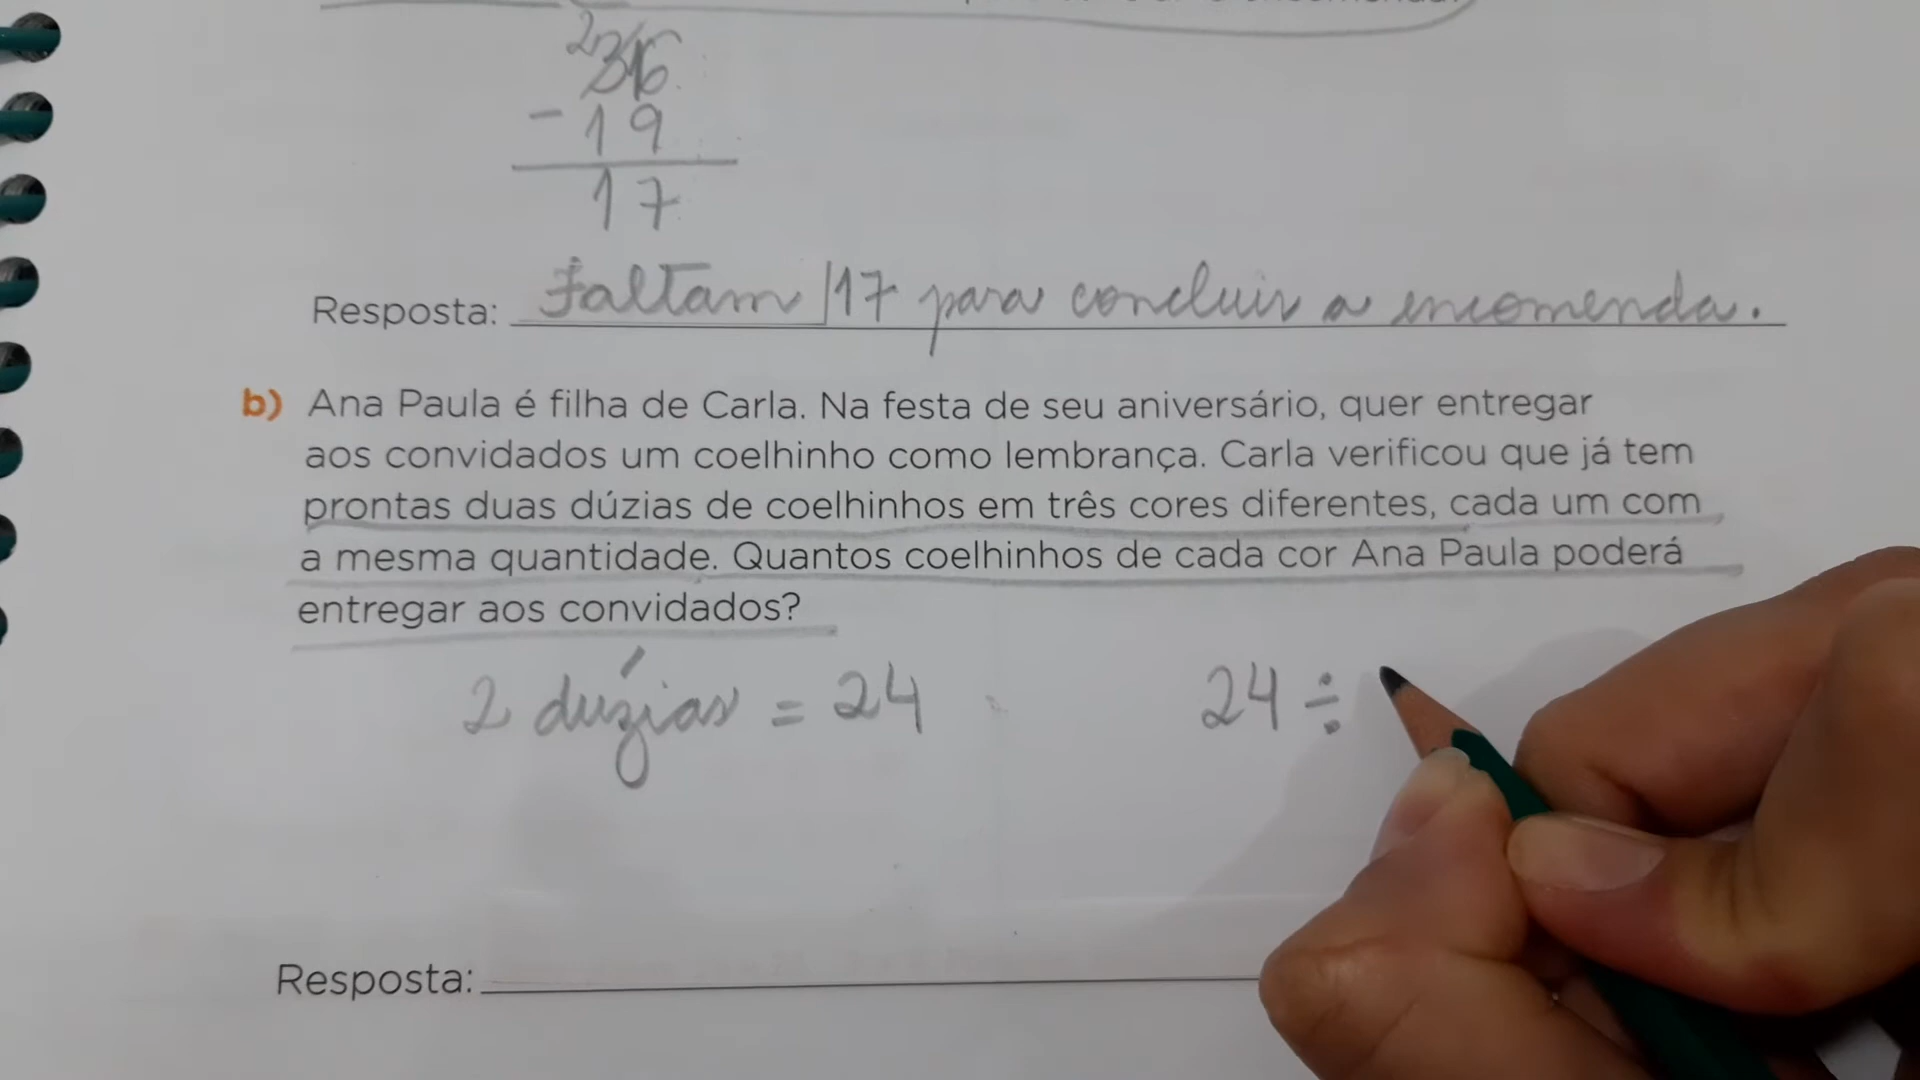 236
- 19
17
Resposta: Faltam 17 para concluir a encomenda.
b) Ana Paula é filha de Carla. Na festa de seu aniversário, quer entregar
aos convidados um coelhinho como lembrança. Carla verificou que já tem
prontas duas dúzias de coelhinhos em três cores diferentes, cada um com
a mesma quantidade. Quantos coelhinhos de cada cor Ana Paula poderá
entregar aos convidados?
2 dúzias = 24 24 ÷
Resposta: